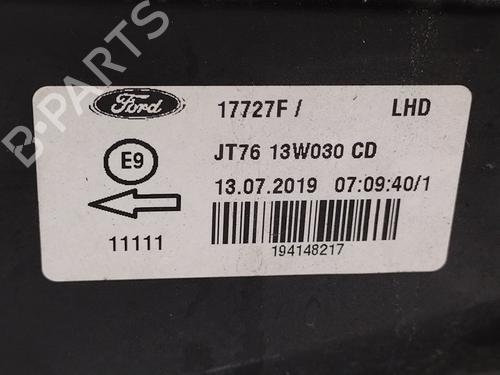 B-PARTS
Ford
17727F /
LHD
E9
JT76 13W030 CD
13.07.2019 07:09:40/1
11111
194148217